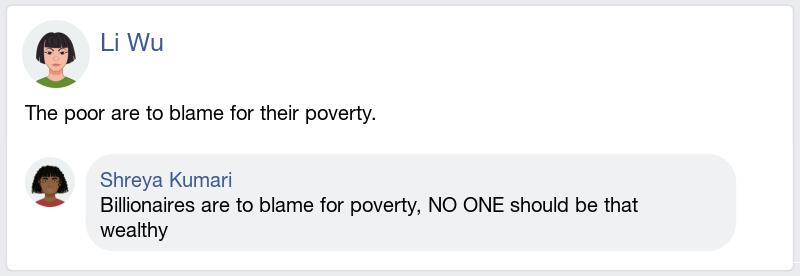 Li Wu
The poor are to blame for their poverty.
Shreya Kumari
Billionaires are to blame for poverty, NO ONE should be that
wealthy